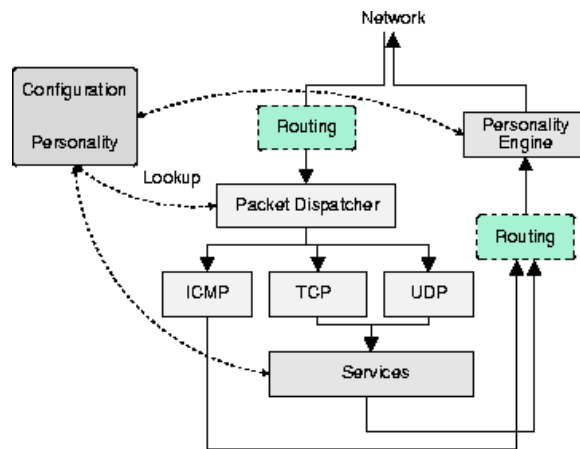 Network
Configuration
Personality
Routing
Personality
Engine
Lookup
Packet Dispatcher
Routing
ICMP
TCP
UDP
Services